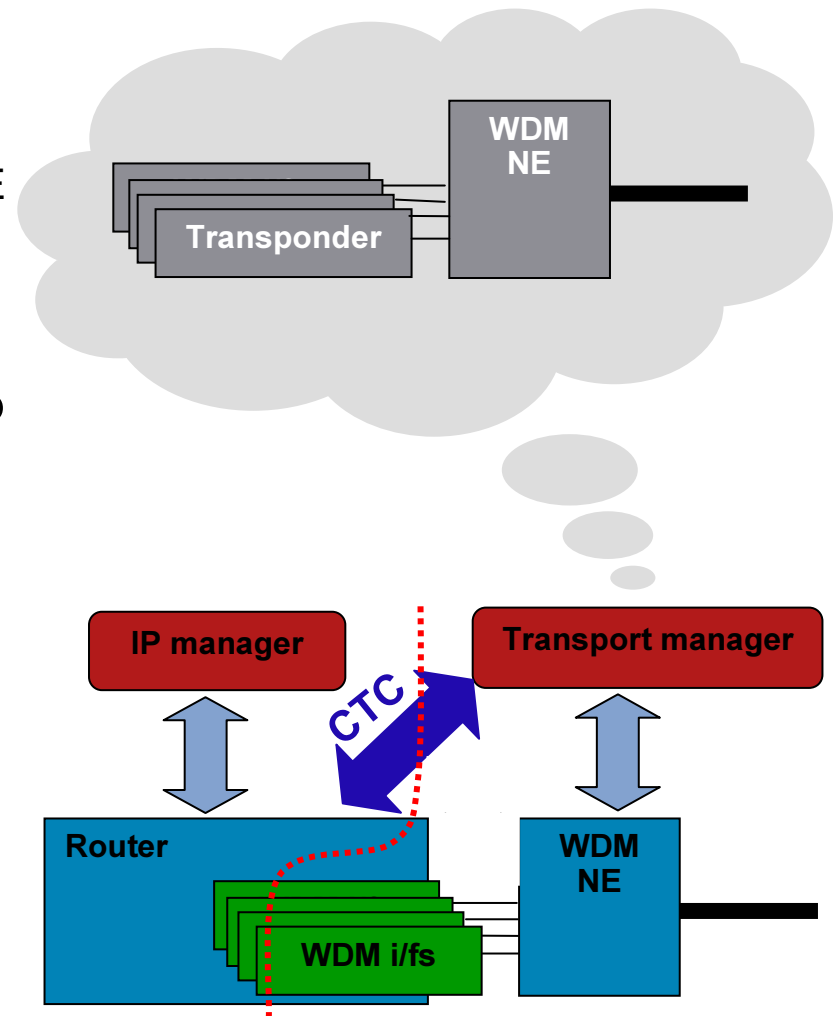 WDM
NE
Transponder
E
IP manager
Transport manager
CTC
Router
WDM
NE
WDM i/fs